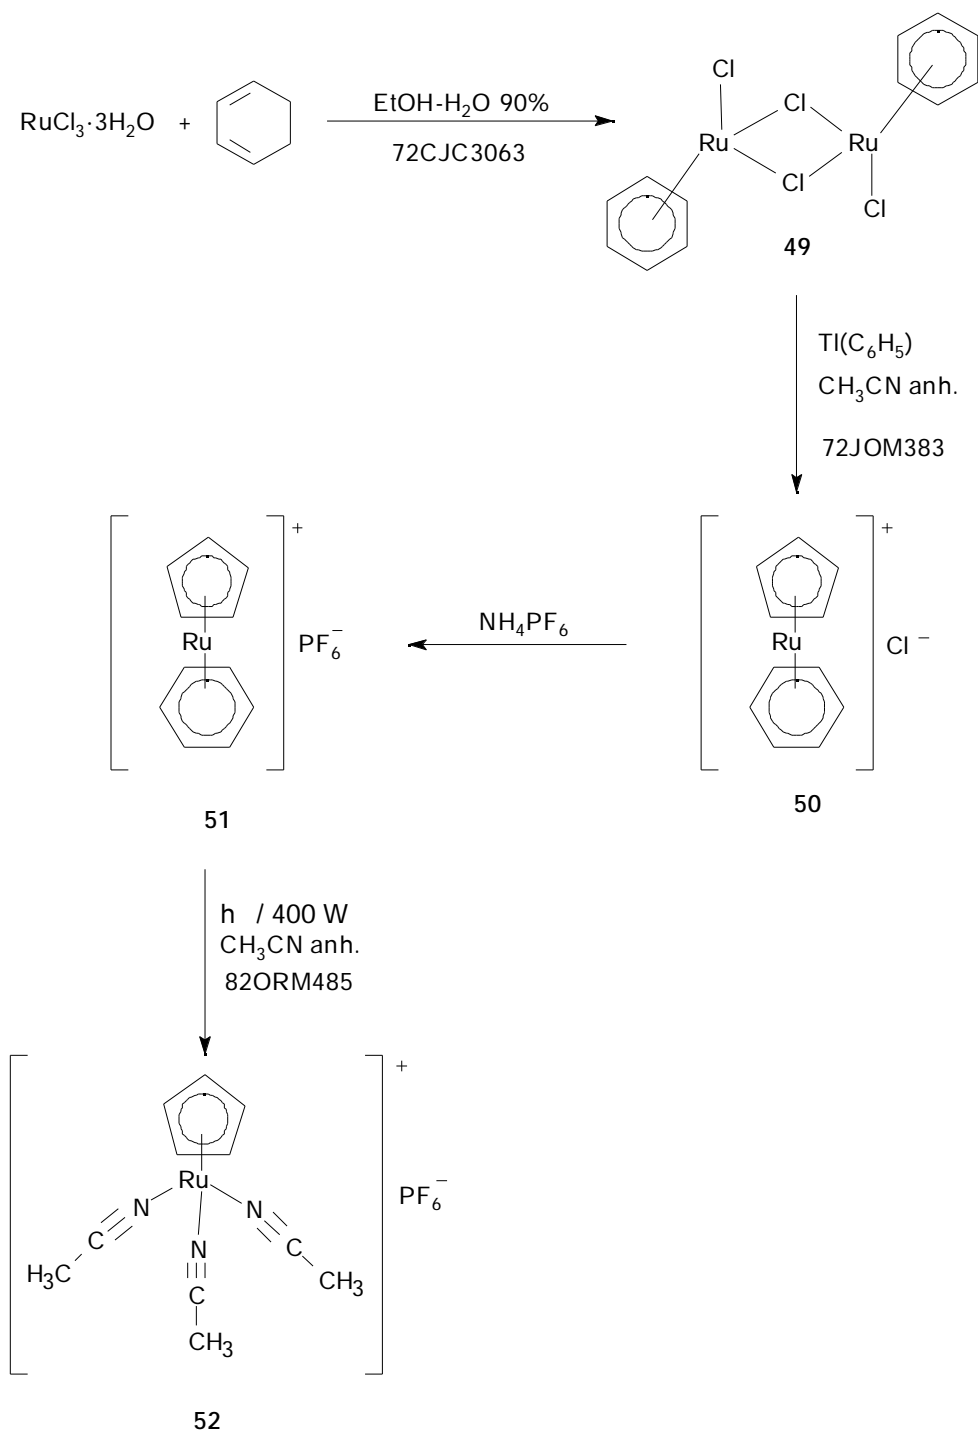 RuCl₃·3H₂O + EtOH-H₂O 90%
72CJC3063
Cl
Cl
Ru Ru
Cl
Cl
49
Tl(C₆H₅)
CH₃CN anh.
72JOM383
+ +
Ru PF₆⁻ NH₄PF₆ Ru Cl⁻
50
51
h / 400 W
CH₃CN anh.
82ORM485
+
Ru
PF₆⁻
N N
C N C
H₃C CH₃
C
CH₃
52